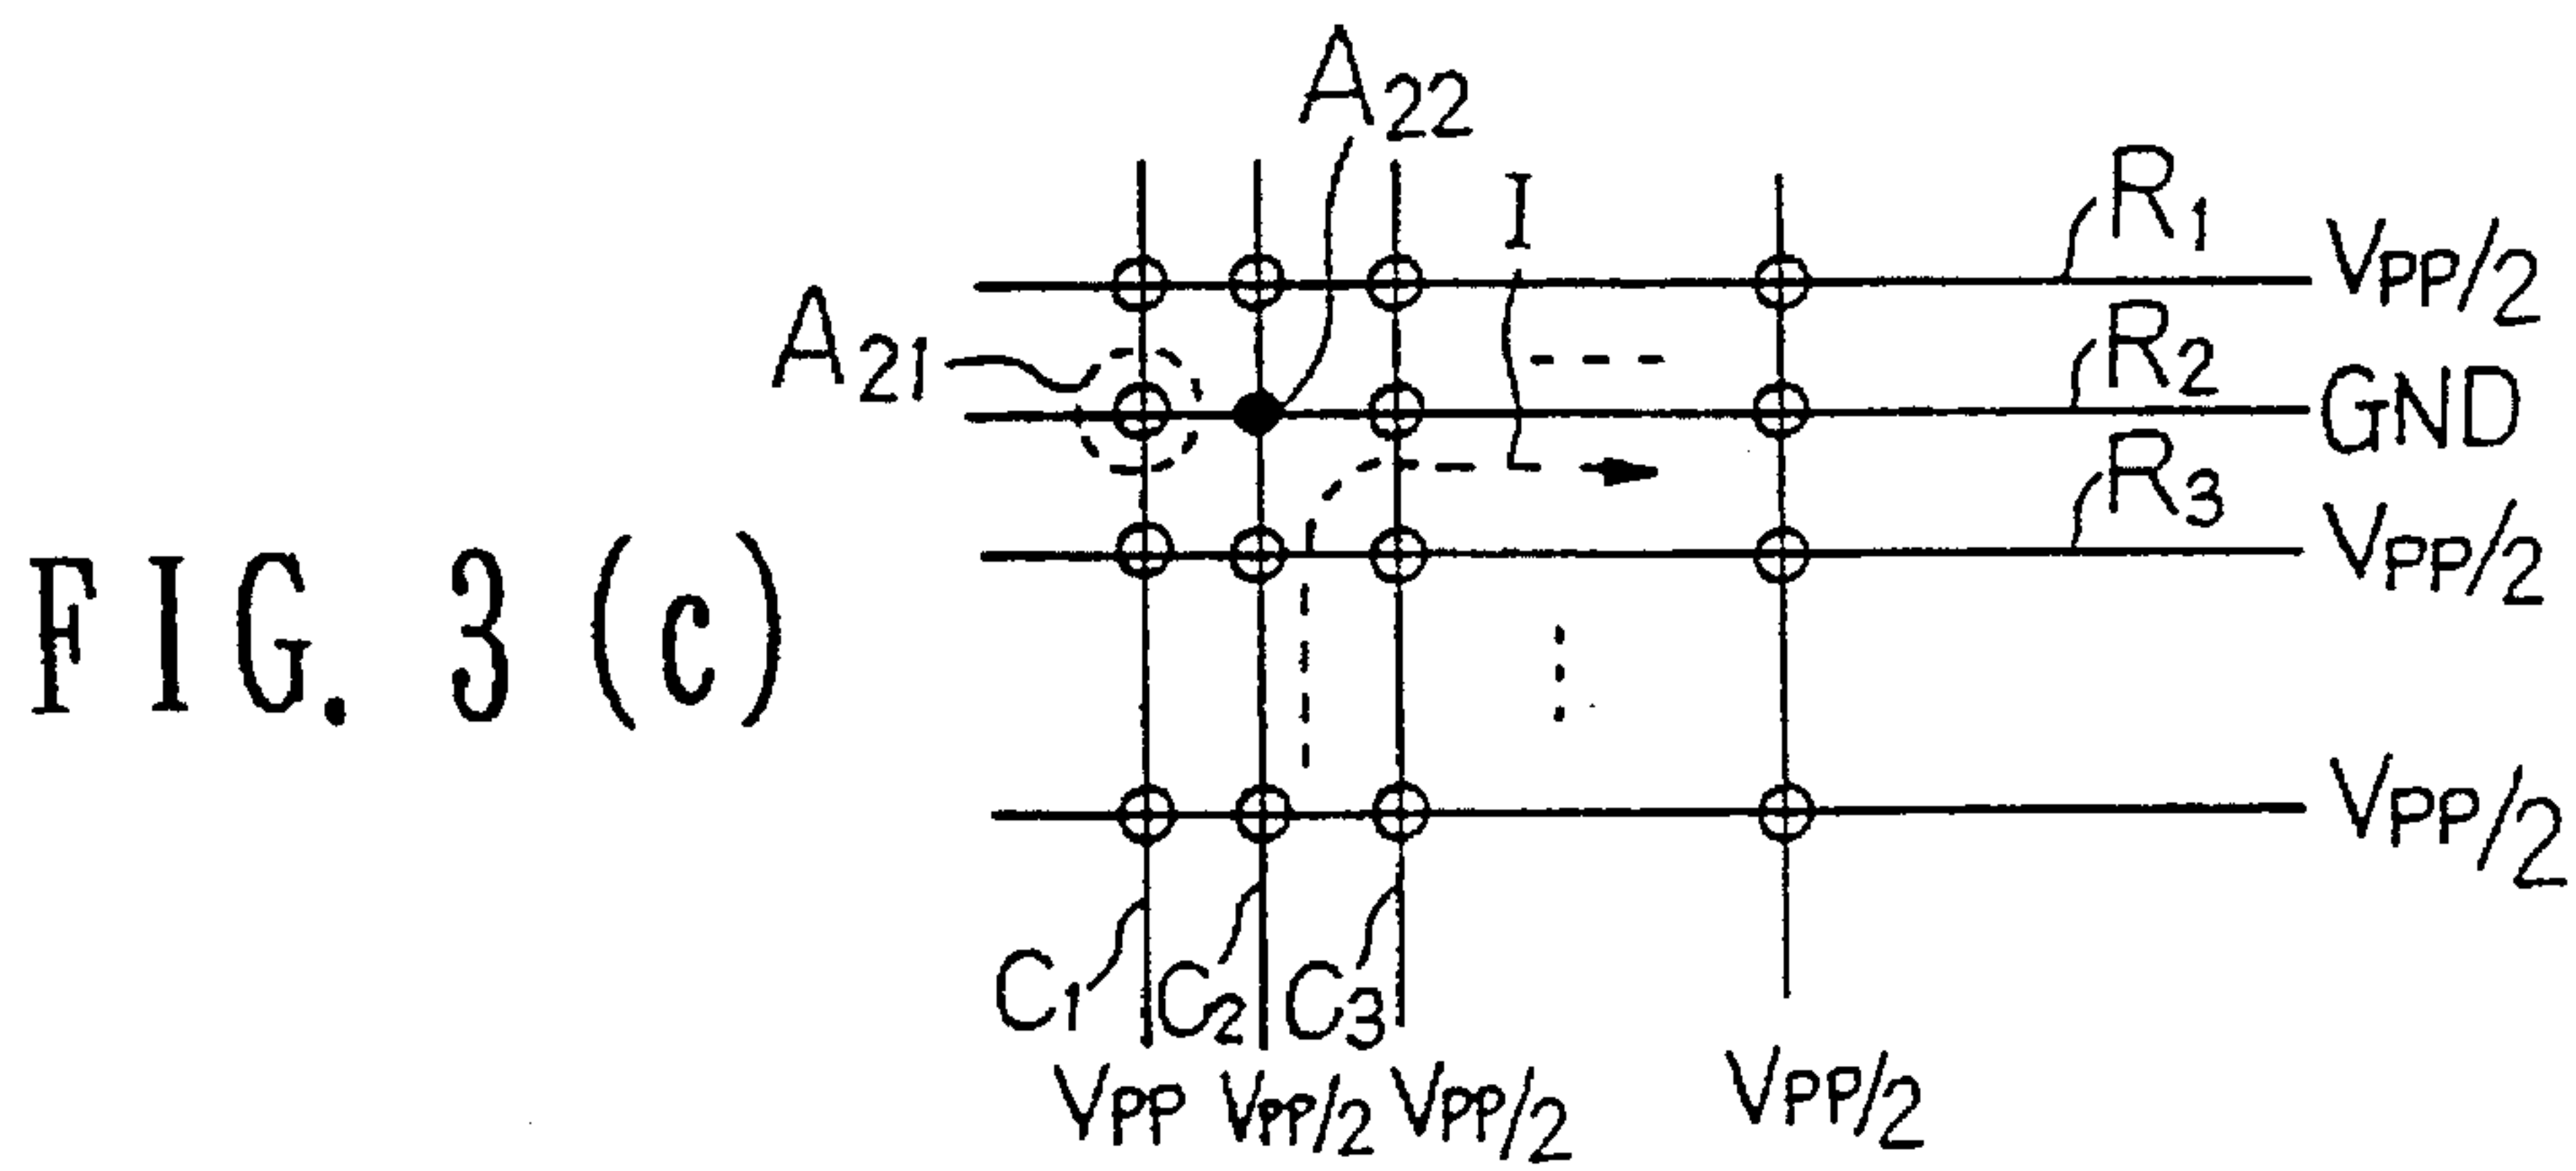 A22
I
R1
VPP/2
A21
R2
GND
R3
VPP/2
FIG. 3 (c)
VPP/2
C1 C2 C3
VPP VPP/2 VPP/2 VPP/2